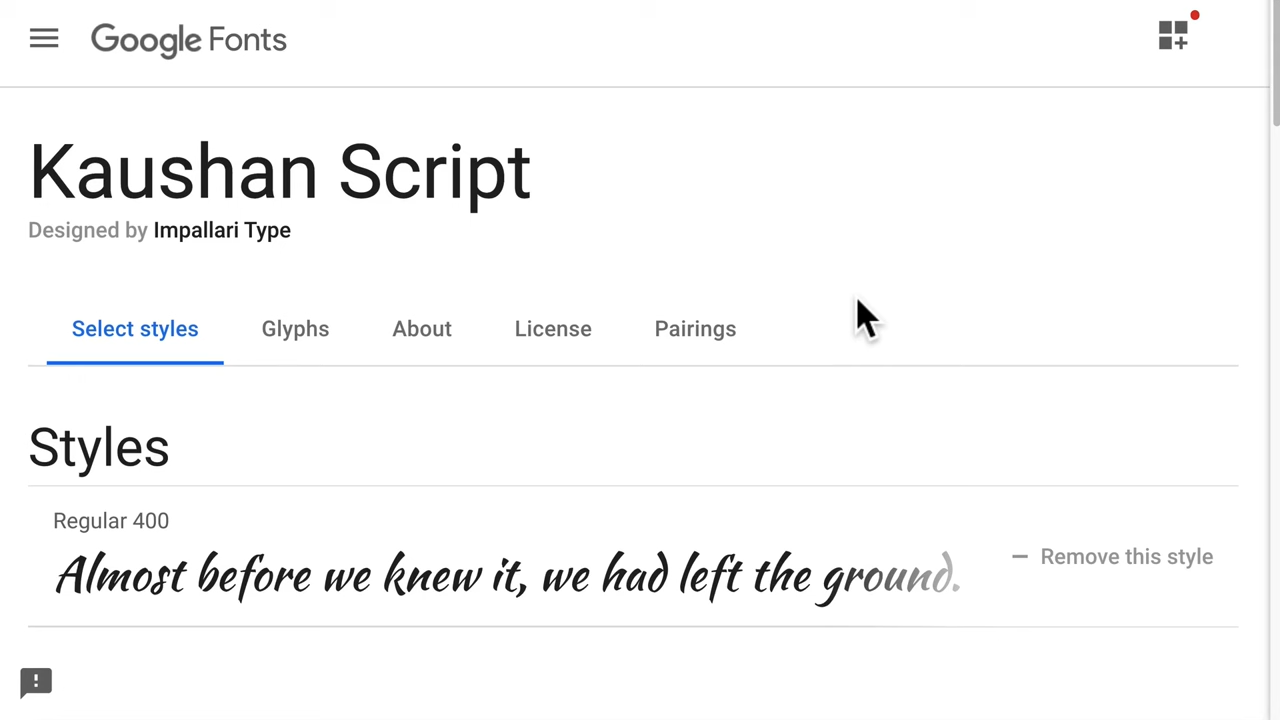 Google Fonts
Kaushan Script
Designed by Impallari Type
Select styles Glyphs About License Pairings
Styles
Regular 400
Almost before we knew it, we had left the ground.
Remove this style